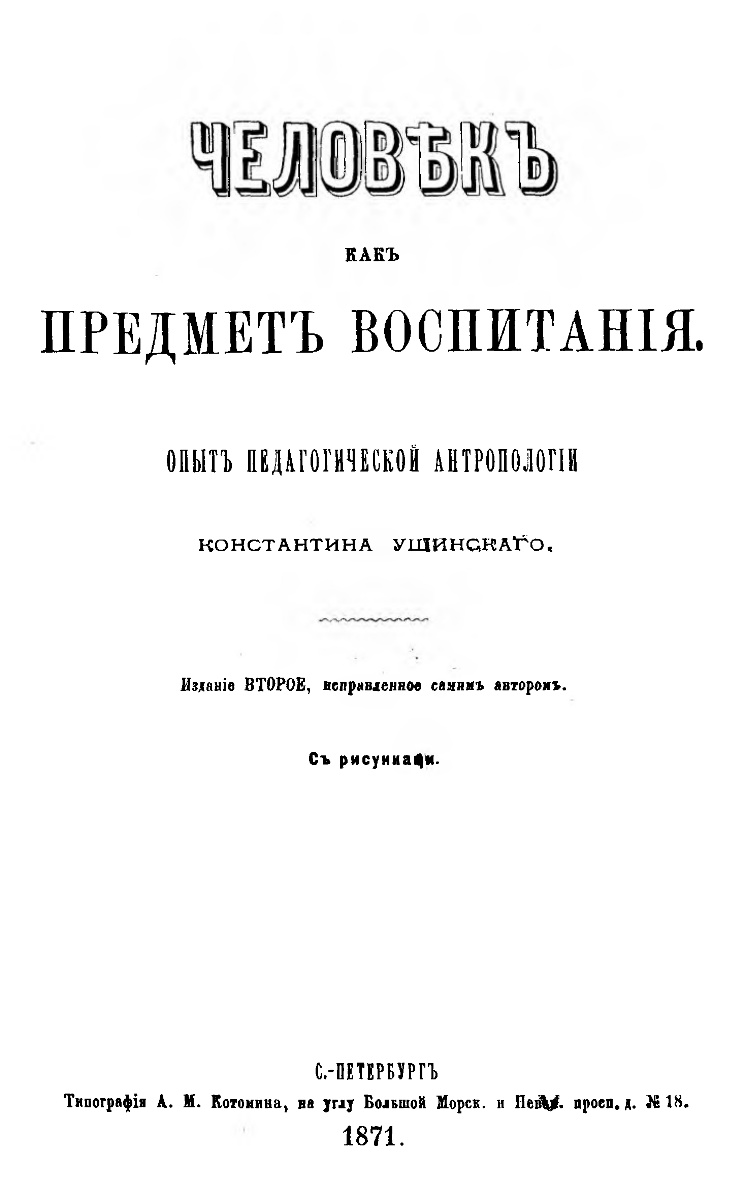 ЧЕЛОВѢКЪ
КАКЪ
ПРЕДМЕТЪ ВОСПИТАНІЯ.
ОПЫТЪ ПЕДАГОГИЧЕСКОЙ АНТРОПОЛОГІИ
КОНСТАНТИНА УШИНСКАГО.
Изданіе ВТОРОЕ, исправленное самимъ авторомъ.
Съ рисунками.
С.-ПЕТЕРБУРГЪ
Типографія А. М. Котомина, на углу Большой Морск. и просп. д. № 18.
1871.